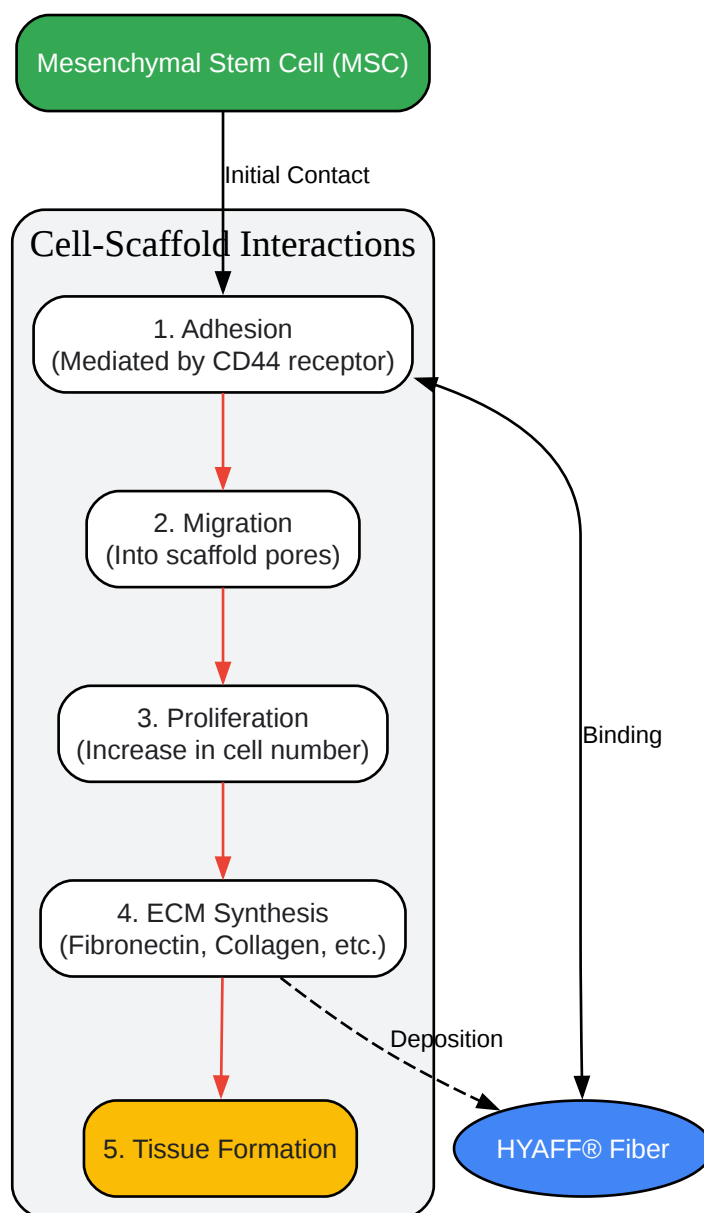 Mesenchymal Stem Cell (MSC)
Initial Contact
Cell-Scaffold Interactions
1. Adhesion
(Mediated by CD44 receptor)
2. Migration
(Into scaffold pores)
3. Proliferation
(Increase in cell number)
Binding
4. ECM Synthesis
(Fibronectin, Collagen, etc.)
Deposition
5. Tissue Formation
HYAFF® Fiber